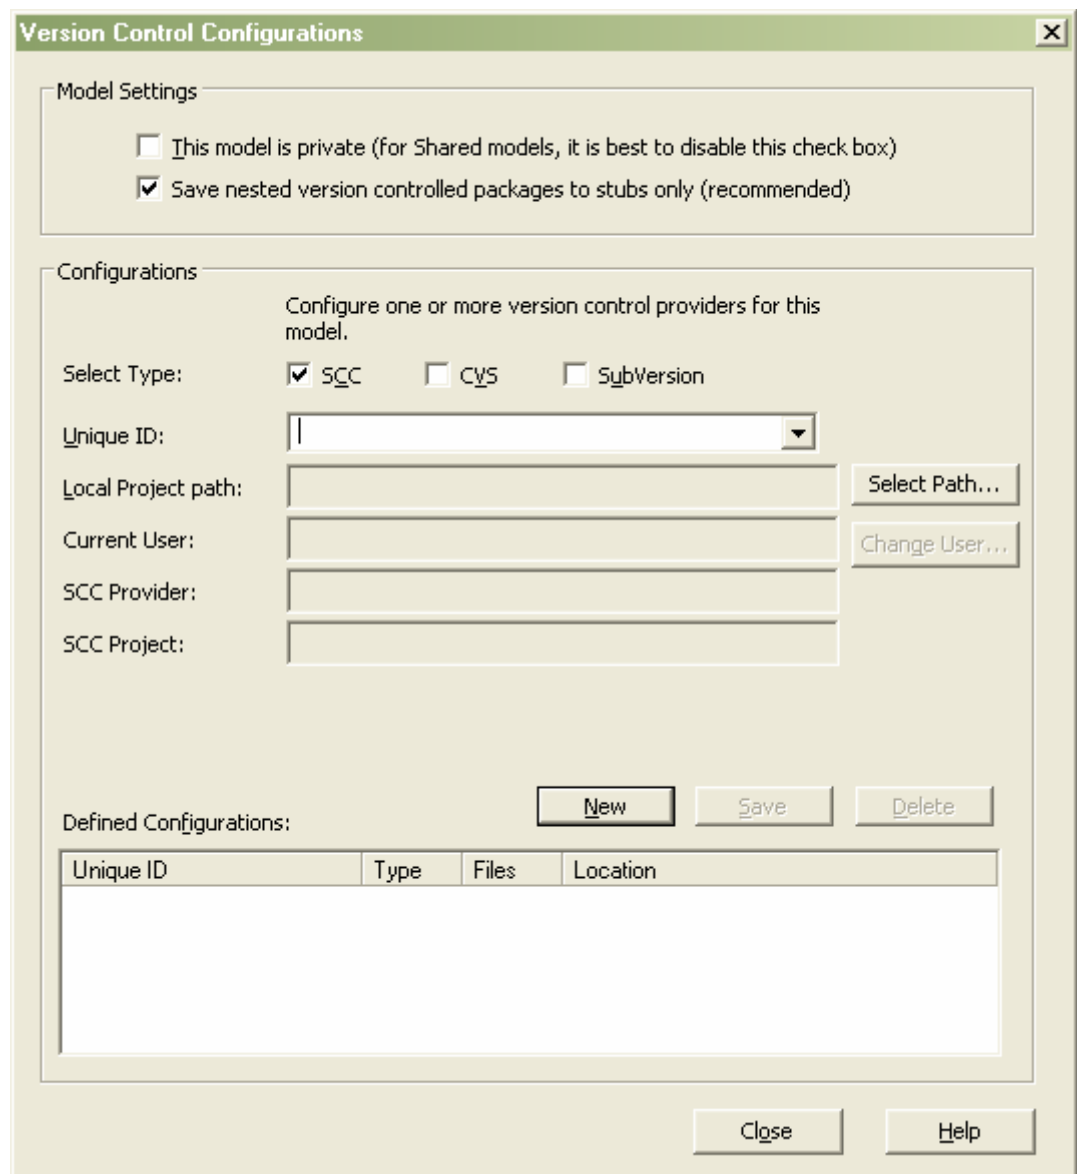 Version Control Configurations
Model Settings
This model is private (for Shared models, it is best to disable this check box)
Save nested version controlled packages to stubs only (recommended)
Configurations
Configure one or more version control providers for this
model.
Select Type: SCC CVS SubVersion
Unique ID:
Local Project path: Select Path...
Current User: Change User...
SCC Provider:
SCC Project:
New Save Delete
Defined Configurations:
Unique ID Type Files Location
Close Help